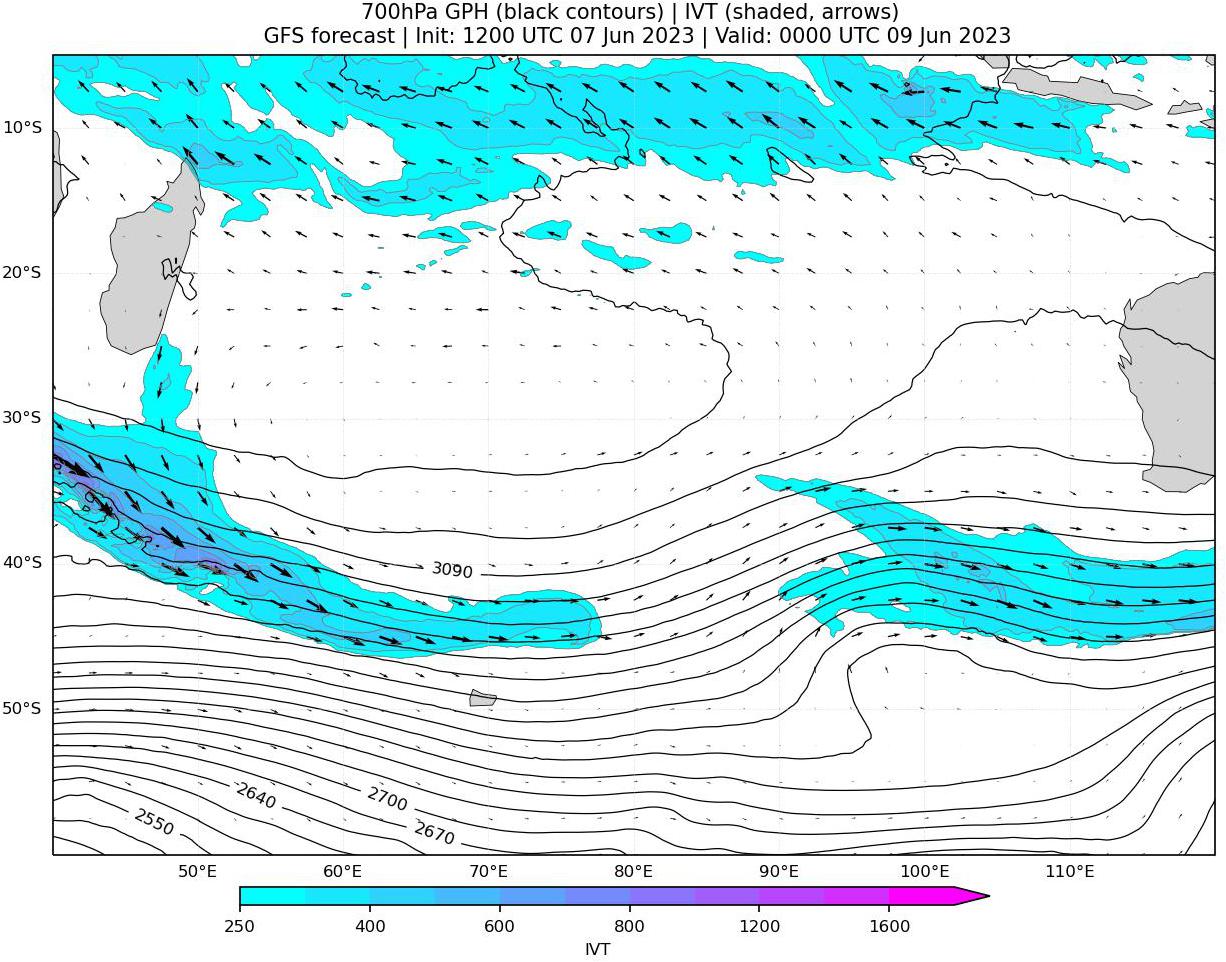 700hPa GPH (black contours) | IVT (shaded, arrows)
GFS forecast | Init: 1200 UTC 07 Jun 2023 | Valid: 0000 UTC 09 Jun 2023
10°S
20°S
30°S
40°S
50°S
3090
2640
2700
2550
2670
50°E
60°E
70°E
80°E
90°E
100°E
110°E
250
400
600
800
1200
1600
IVT